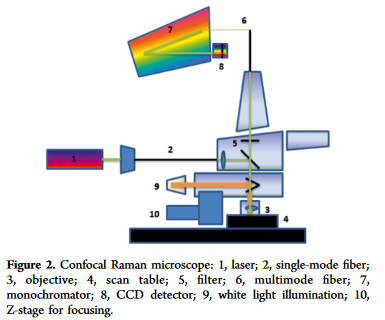 7
6
8
5
1
2
9
3
10
4
Figure 2. Confocal Raman microscope: 1, laser; 2, single-mode fiber;
3, objective; 4, scan table; 5, filter; 6, multimode fiber; 7,
monochromator; 8, CCD detector; 9, white light illumination; 10,
Z-stage for focusing.